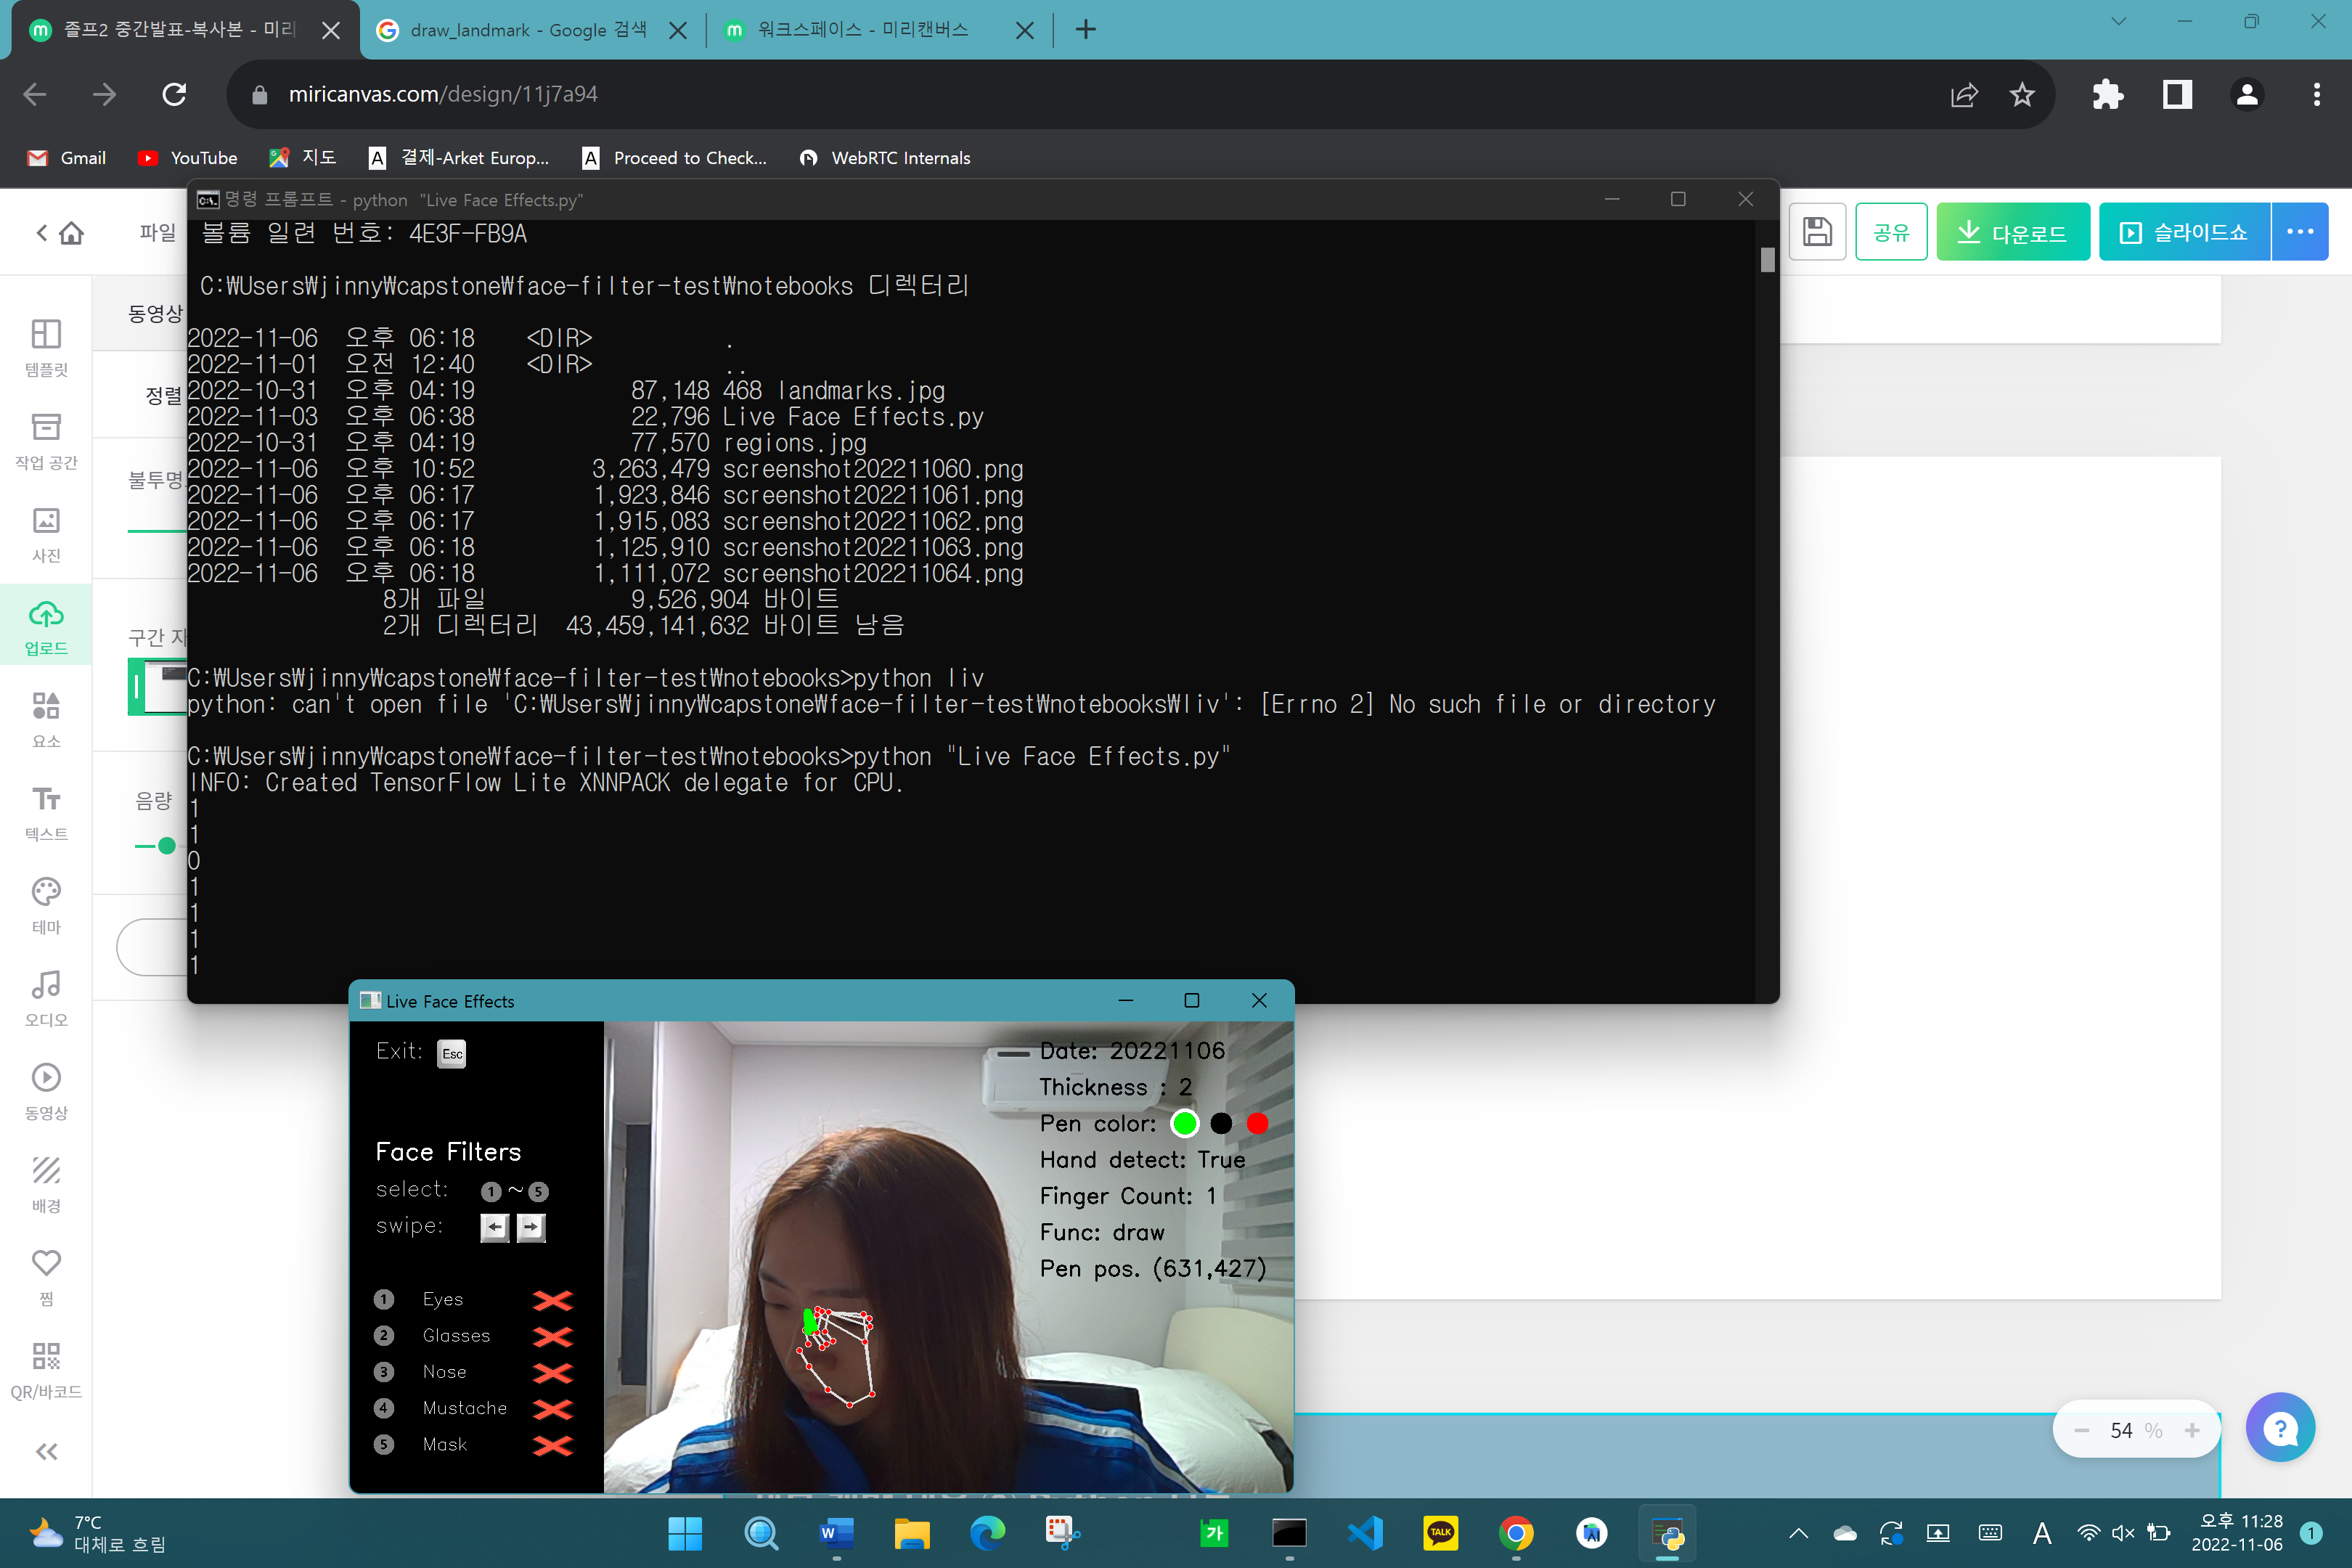 졸프2 중간발표-복사본 - 미리
draw_landmark - Google 검색
워크스페이스 - 미리캔버스
miricanvas.com/design/11j7a94
Gmail
YouTube
지도
결제-Arket Europ...
Proceed to Check...
WebRTC Internals
명령 프롬프트 - python "Live Face Effects.py"
파일
공유
다운로드
슬라이드쇼
템플릿
작업 공간
사진
업로드
요소
텍스트
테마
오디오
동영상
배경
찜
QR/바코드
동영상
정렬
불투명
구간 자
음량
볼륨 일련 번호: 4E3F-FB9A
C:₩Users₩jinny₩capstone₩face-filter-test₩notebooks 디렉터리
2022-11-06 오후 06:18 <DIR> .
2022-11-01 오전 12:40 <DIR> ..
2022-10-31 오후 04:19 87,148 468 landmarks.jpg
2022-11-03 오후 06:38 22,796 Live Face Effects.py
2022-10-31 오후 04:19 77,570 regions.jpg
2022-11-06 오후 10:52 3,263,479 screenshot202211060.png
2022-11-06 오후 06:17 1,923,846 screenshot202211061.png
2022-11-06 오후 06:17 1,915,083 screenshot202211062.png
2022-11-06 오후 06:18 1,125,910 screenshot202211063.png
2022-11-06 오후 06:18 1,111,072 screenshot202211064.png
8개 파일 9,526,904 바이트
2개 디렉터리 43,459,141,632 바이트 남음
C:₩Users₩jinny₩capstone₩face-filter-test₩notebooks>python liv
python: can't open file 'C:₩Users₩jinny₩capstone₩face-filter-test₩notebooks₩liv': [Errno 2] No such file or directory
C:₩Users₩jinny₩capstone₩face-filter-test₩notebooks>python "Live Face Effects.py"
INFO: Created TensorFlow Lite XNNPACK delegate for CPU.
1
1
0
1
1
1
1
Live Face Effects
Exit: Esc
Face Filters
select: 1 ~ 5
swipe: ← →
1 Eyes
2 Glasses
3 Nose
4 Mustache
5 Mask
Date: 20221106
Thickness : 2
Pen color:
Hand detect: True
Finger Count: 1
Func: draw
Pen pos. (631,427)
54 %
7°C
대체로 흐림
W
가
TALK
A
오후 11:28
2022-11-06
1